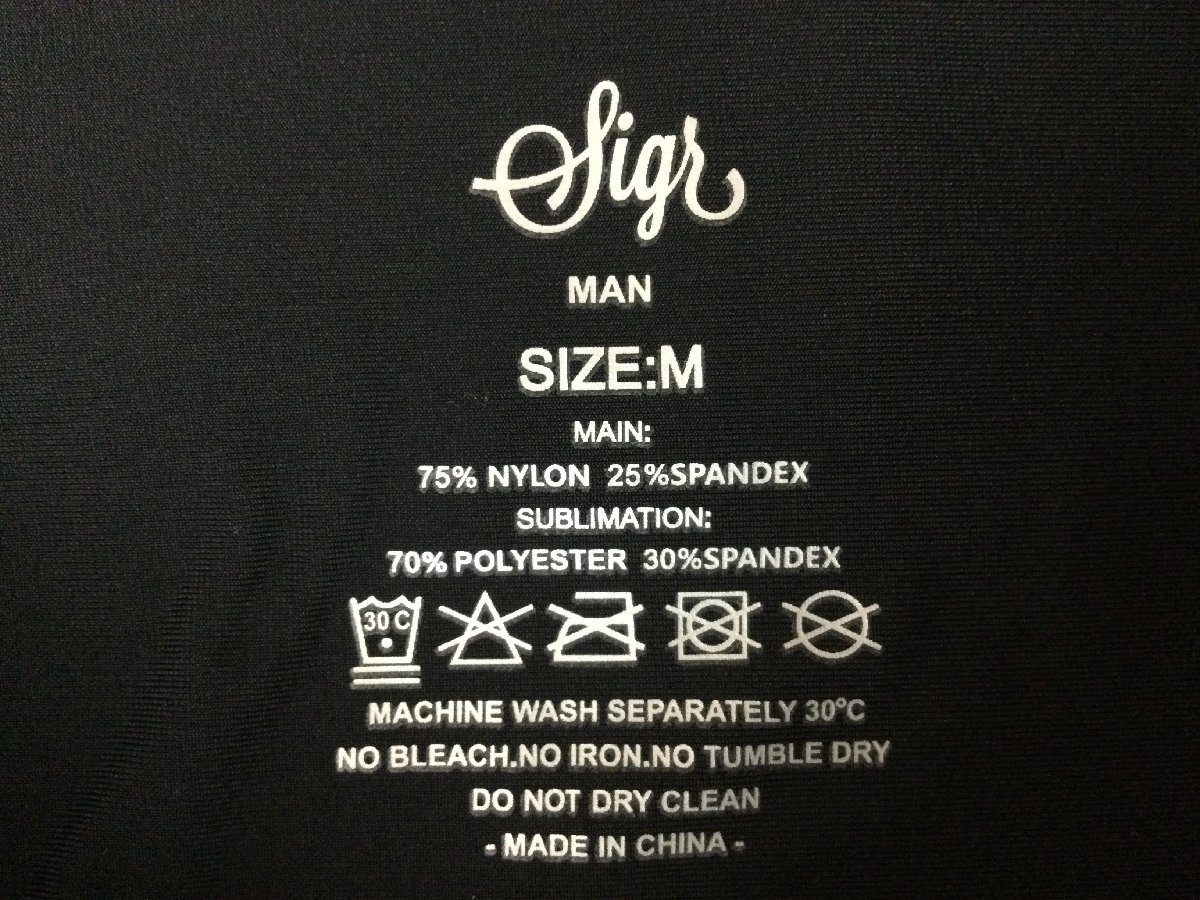 Sigr
MAN
SIZE:M
MAIN:
75% NYLON 25%SPANDEX
SUBLIMATION:
70% POLYESTER 30%SPANDEX
30 C
MACHINE WASH SEPARATELY 30°C
NO BLEACH.NO IRON.NO TUMBLE DRY
DO NOT DRY CLEAN
- MADE IN CHINA -